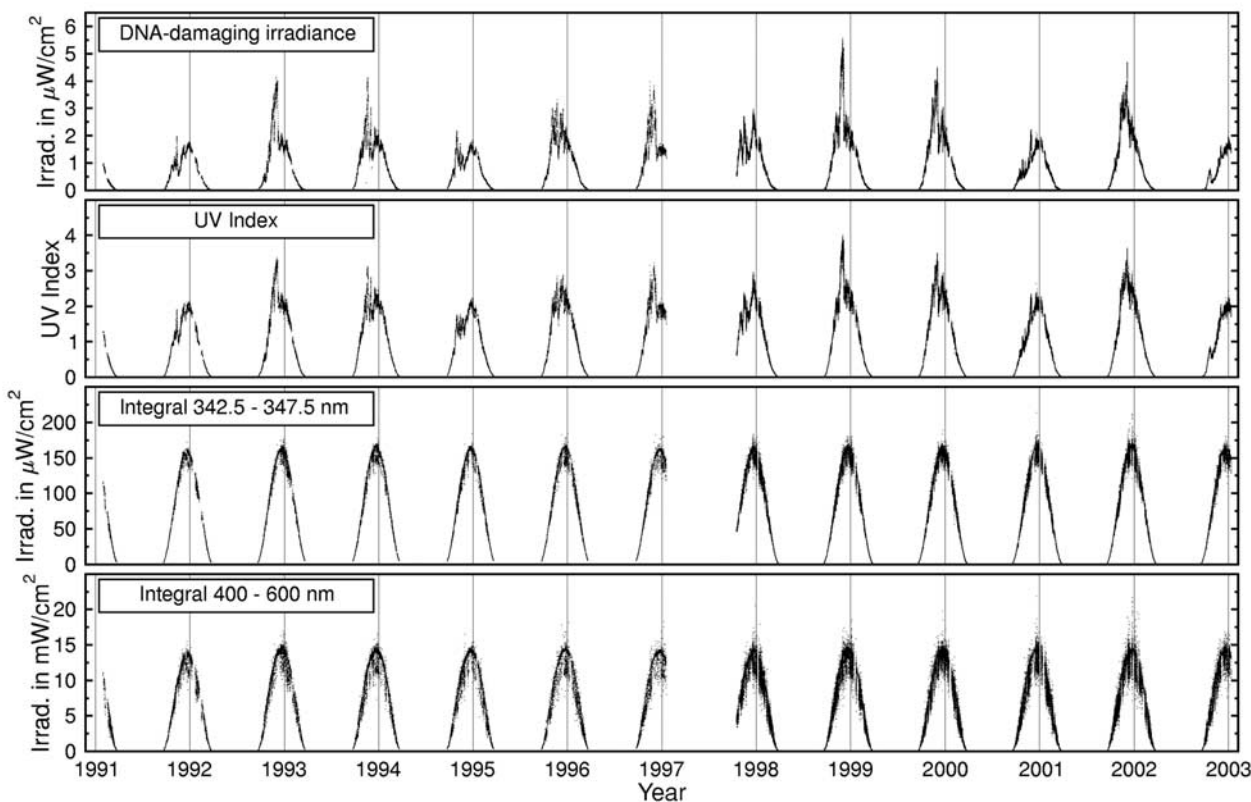 DNA-damaging irradiance
Irrad. in μW/cm²
6
5
4
3
2
1
0
UV Index
UV Index
4
3
2
1
0
Integral 342.5 - 347.5 nm
Irrad. in μW/cm²
200
150
100
50
0
Integral 400 - 600 nm
Irrad. in mW/cm²
20
15
10
5
0
1991 1992 1993 1994 1995 1996 1997 1998 1999 2000 2001 2002 2003
Year